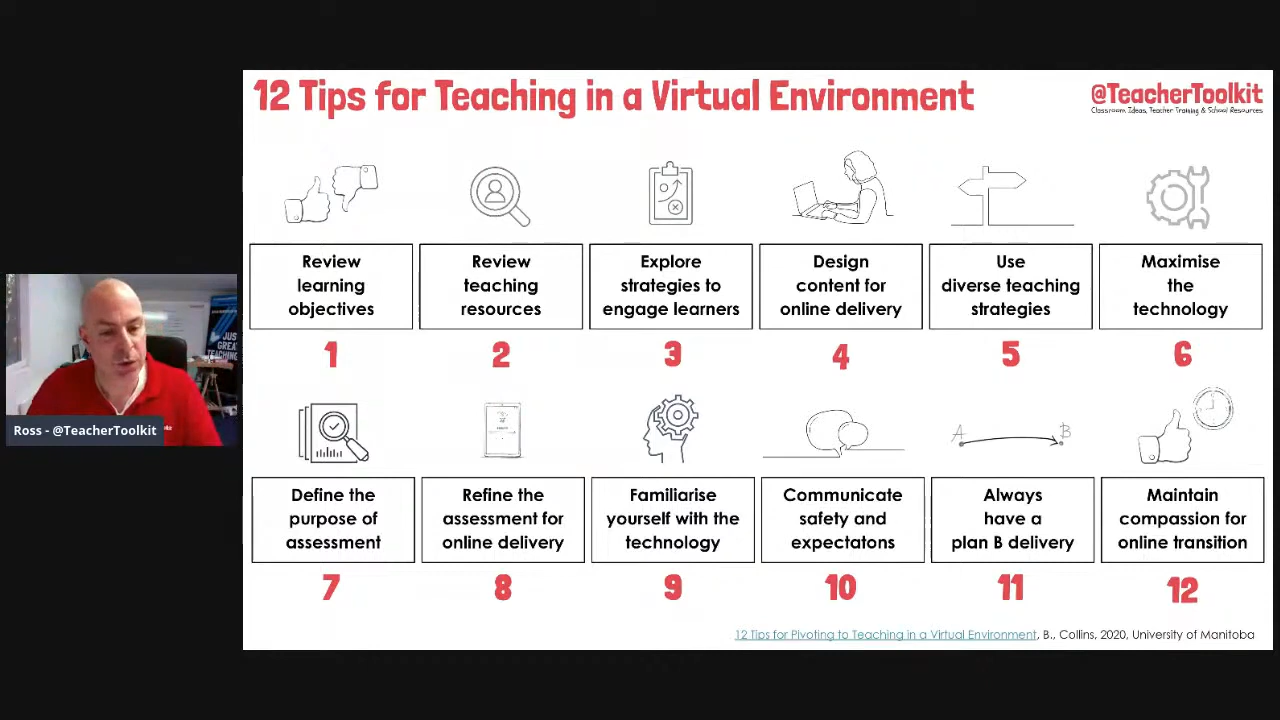 12 Tips for Teaching in a Virtual Environment
@TeacherToolkit
Classroom Ideas, Teacher Training & School Resources
Review
learning
objectives
1
Review
teaching
resources
2
Explore
strategies to
engage learners
3
Design
content for
online delivery
4
Use
diverse teaching
strategies
5
Maximise
the
technology
6
JUS
GREA
TEACHING
Ross - @TeacherToolkit
A
B
Define the
purpose of
assessment
7
Refine the
assessment for
online delivery
8
Familiarise
yourself with the
technology
9
Communicate
safety and
expectatons
10
Always
have a
plan B delivery
11
Maintain
compassion for
online transition
12
12 Tips for Pivoting to Teaching in a Virtual Environment, B., Collins, 2020, University of Manitoba